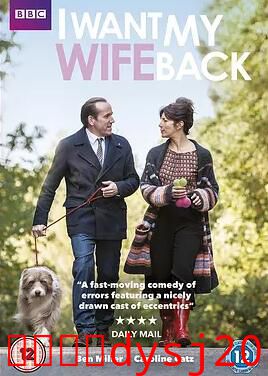 BBC
I WANT MY
WIFE BACK
"A fast-moving comedy of
errors featuring a nicely
drawn cast of eccentrics"
★★★★
DAILY MAIL
dysj20
12
12
Ben Miller Caroline Catz